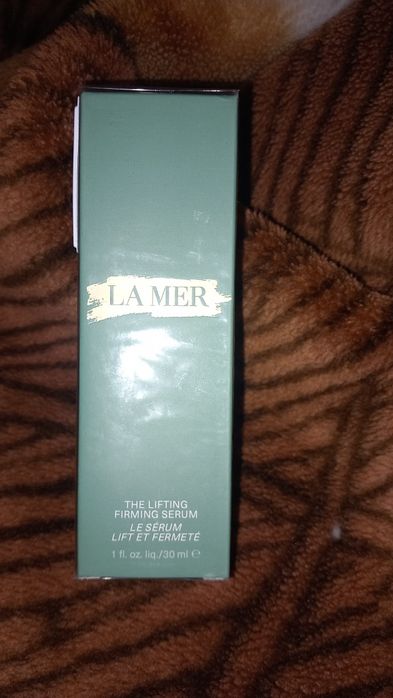 LA MER
THE LIFTING
FIRMING SERUM
LE SÉRUM
LIFT ET FERMETÉ
1 fl. oz. liq./30 ml ℮